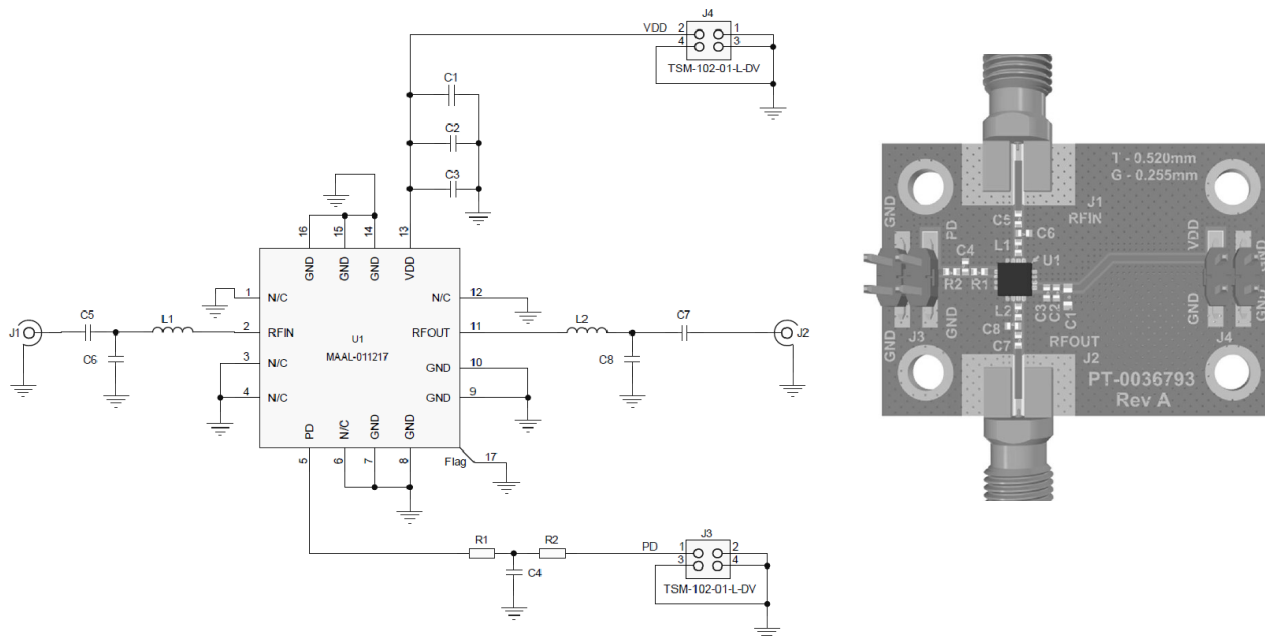 J4
VDD 2 1
4 3
TSM-102-01-L-DV
C1
C2
C3
16 15 14 13
GND GND GND VDD
1 N/C N/C 12
J1 C5 L1 2 RFIN RFOUT 11 L2 C7 J2
C6 C8
U1
MAAL-011217
3 N/C GND 10
4 N/C GND 9
PD N/C GND GND
Flag 17
5 6 7 8
R1 R2 PD 1 2
3 4
J3
C4
TSM-102-01-L-DV
T - 0.520mm
G - 0.255mm
J1
RFIN
GND
PD
C5
C6
L1
U1
VDD
GND
C4
R2 R1
L2
C8
C7
C3
C2
C1
GND
GND
J3
RFOUT
J2
GND
GND
J4
PT-0036793
Rev A